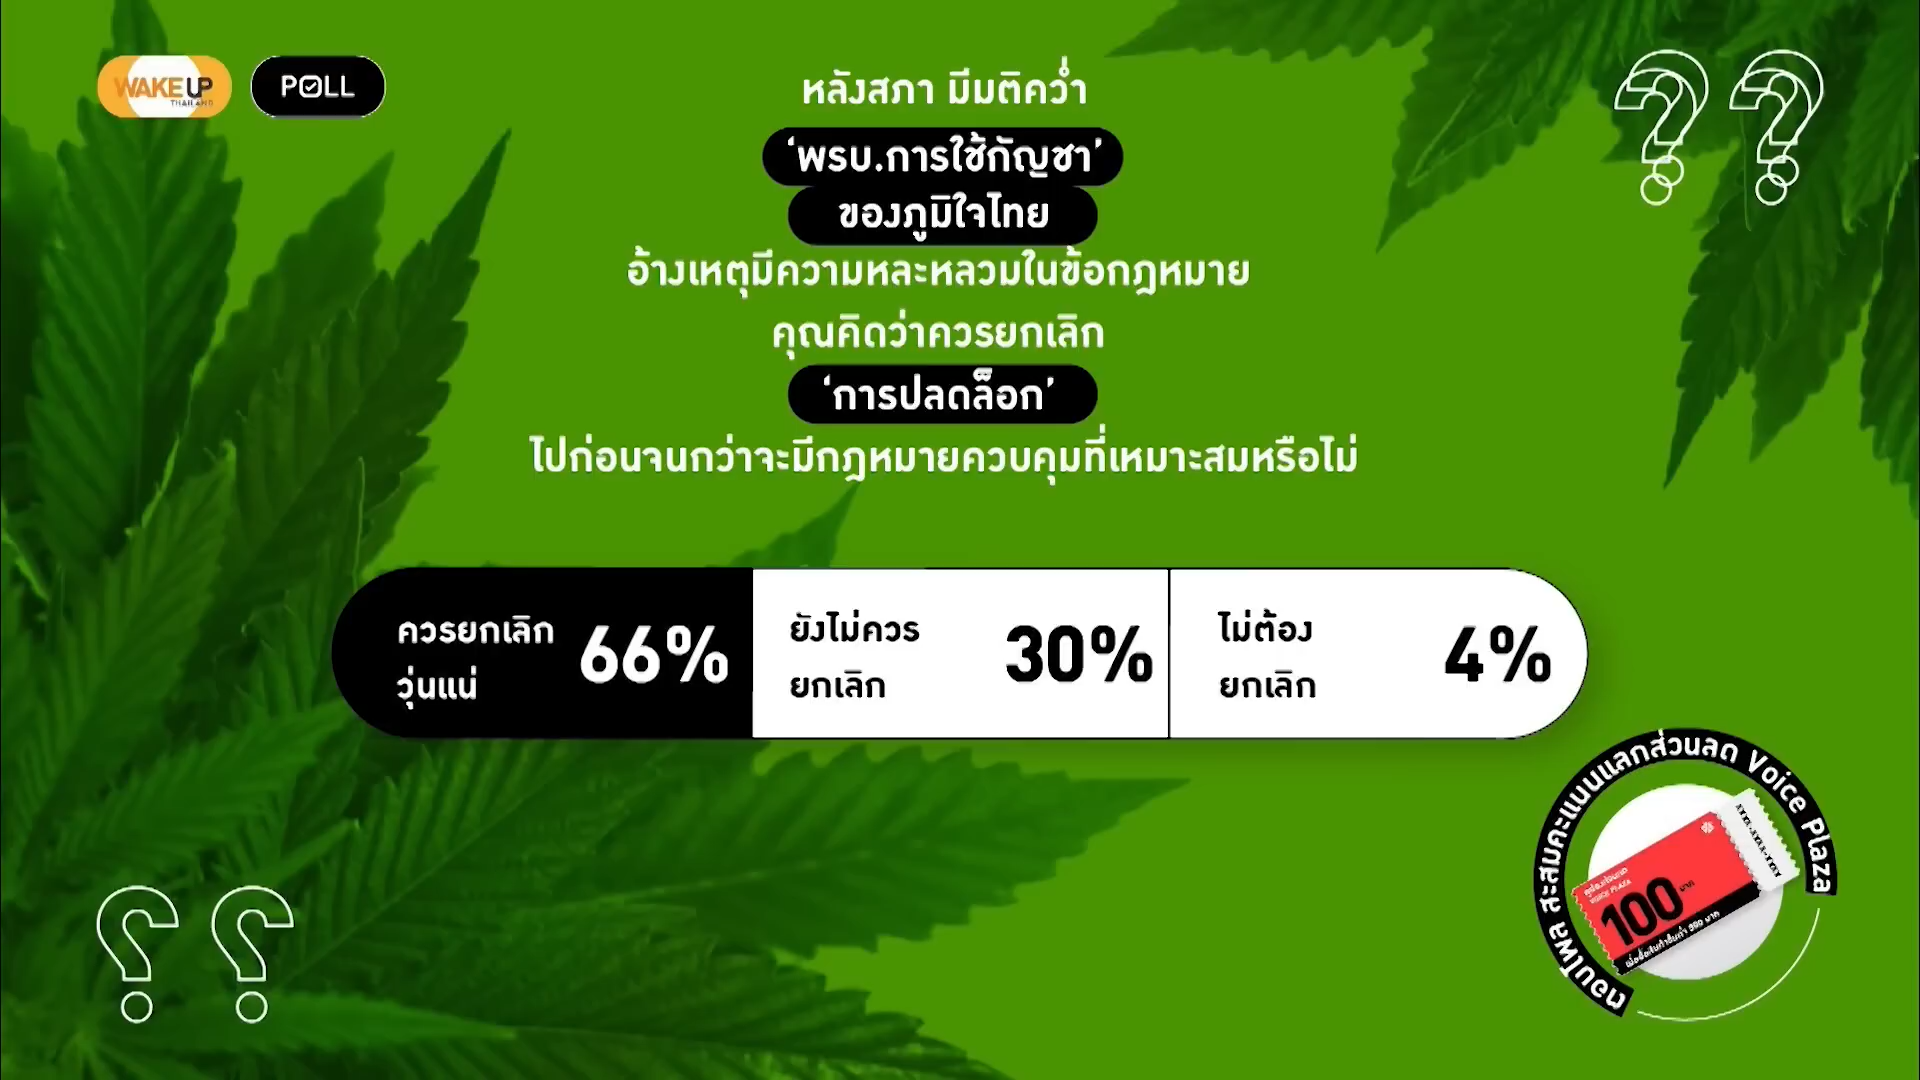 WAKE UP
THAILAND
POLL
หลังสภา มีมติคว่ำ
‘พรบ.การใช้กัญชา’
ของภูมิใจไทย
อ้างเหตุมีความหละหลวมในข้อกฎหมาย
คุณคิดว่าควรยกเลิก
‘การปลดล็อก’
ไปก่อนจนกว่าจะมีกฎหมายควบคุมที่เหมาะสมหรือไม่
ควรยกเลิก
วุ่นแน่
66%
ยังไม่ควร
ยกเลิก
30%
ไม่ต้อง
ยกเลิก
4%
ตอบโพล สะสมคะแนนแลกส่วนลด Voice Plaza
VOICE PLAZA
100 บาท